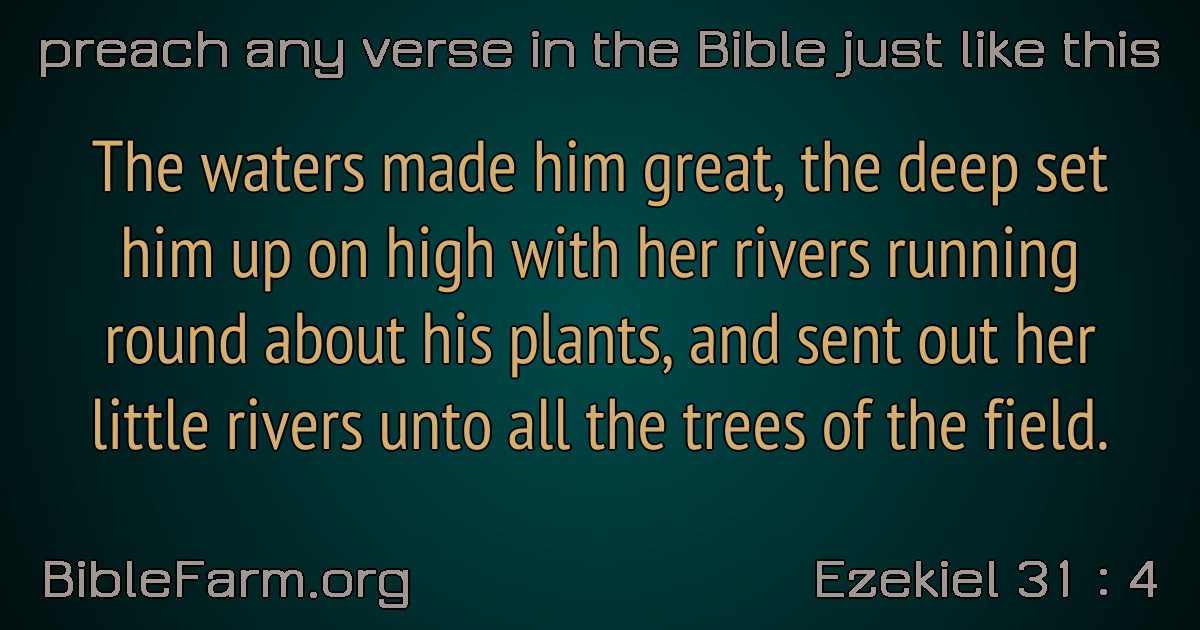 preach any verse in the Bible just like this
The waters made him great, the deep set
him up on high with her rivers running
round about his plants, and sent out her
little rivers unto all the trees of the field.
BibleFarm.org
Ezekiel 31 : 4